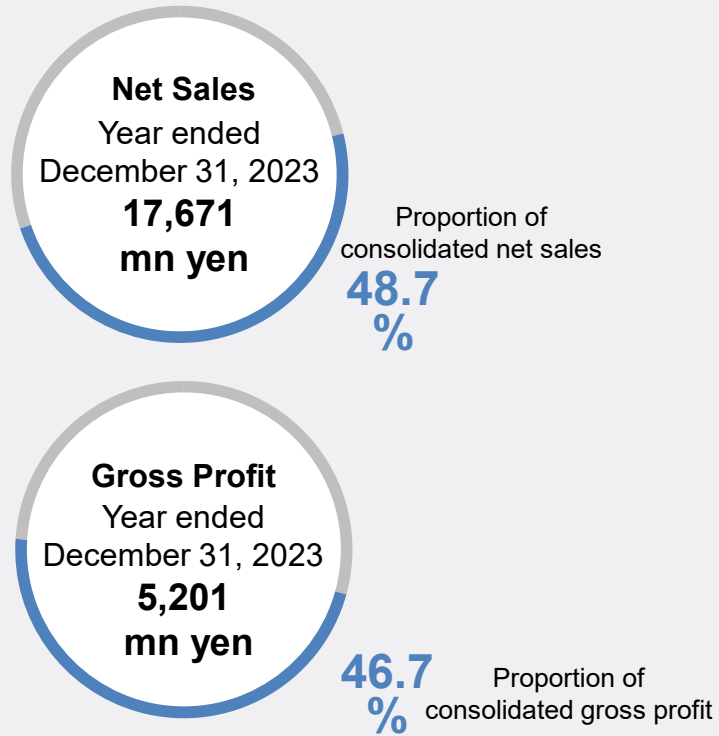 Net Sales
Year ended
December 31, 2023
17,671
mn yen
Proportion of
consolidated net sales
48.7
%
Gross Profit
Year ended
December 31, 2023
5,201
mn yen
46.7
%
Proportion of
consolidated gross profit